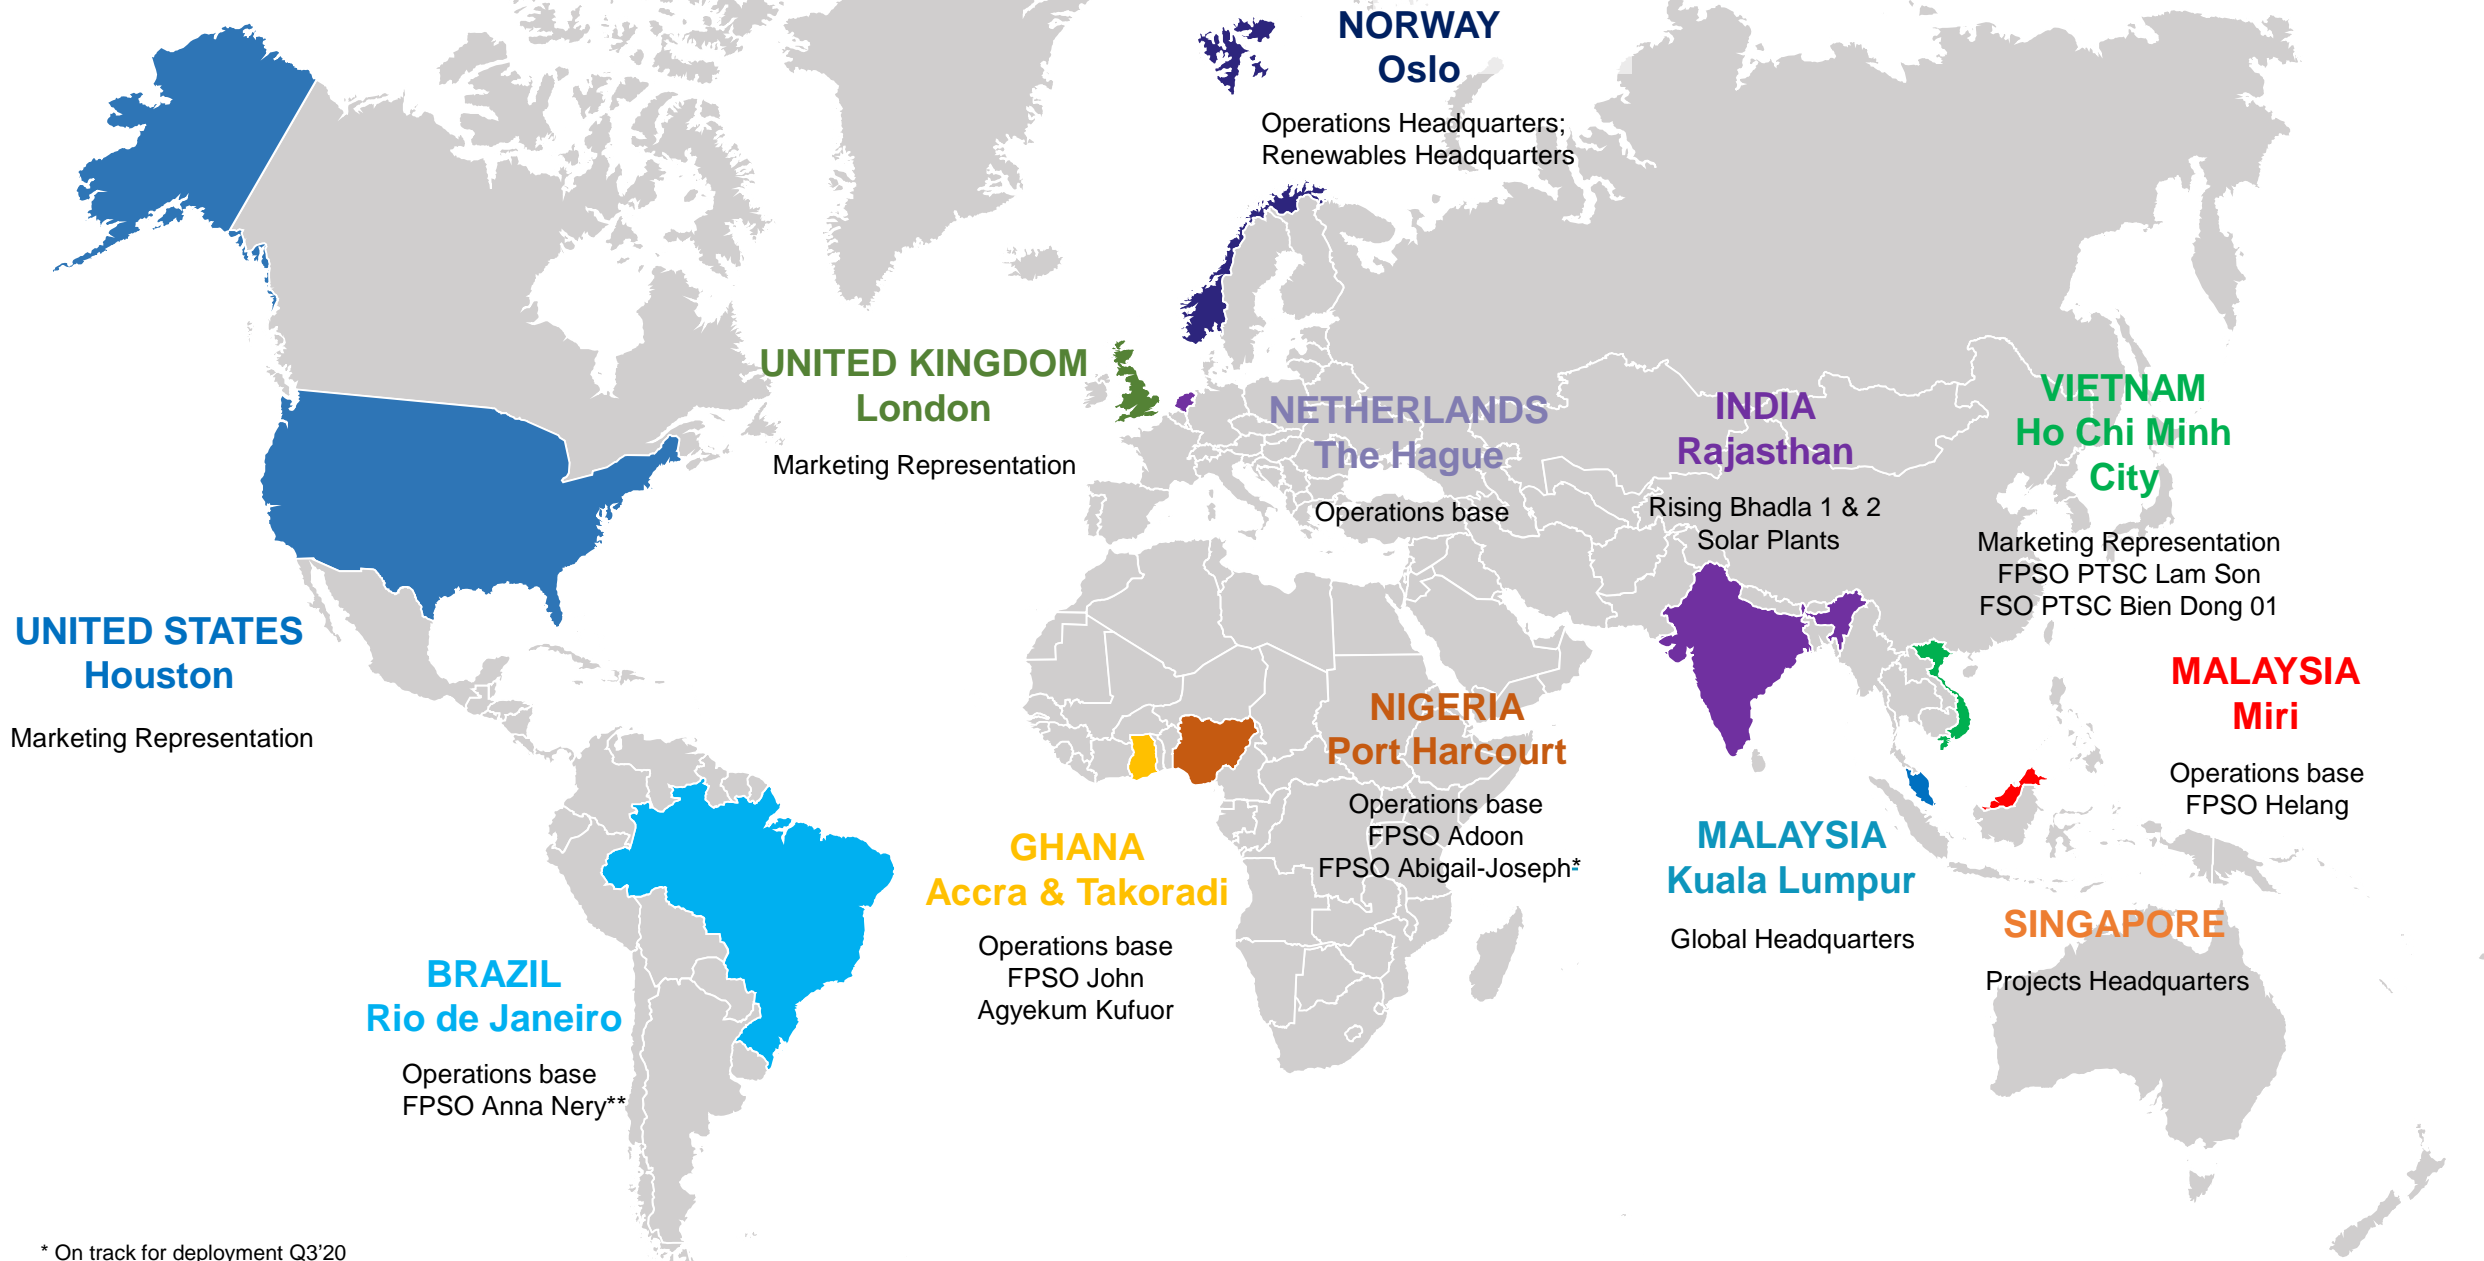 NORWAY
Oslo
Operations Headquarters;
Renewables Headquarters
UNITED KINGDOM
London
Marketing Representation
NETHERLANDS
The Hague
Operations base
INDIA
Rajasthan
Rising Bhadla 1 & 2
Solar Plants
VIETNAM
Ho Chi Minh
City
Marketing Representation
FPSO PTSC Lam Son
FSO PTSC Bien Dong 01
UNITED STATES
Houston
Marketing Representation
MALAYSIA
Miri
Operations base
FPSO Helang
NIGERIA
Port Harcourt
Operations base
FPSO Adoon
FPSO Abigail-Joseph*
GHANA
Accra & Takoradi
Operations base
FPSO John
Agyekum Kufuor
MALAYSIA
Kuala Lumpur
Global Headquarters
SINGAPORE
Projects Headquarters
BRAZIL
Rio de Janeiro
Operations base
FPSO Anna Nery**
* On track for deployment Q3’20